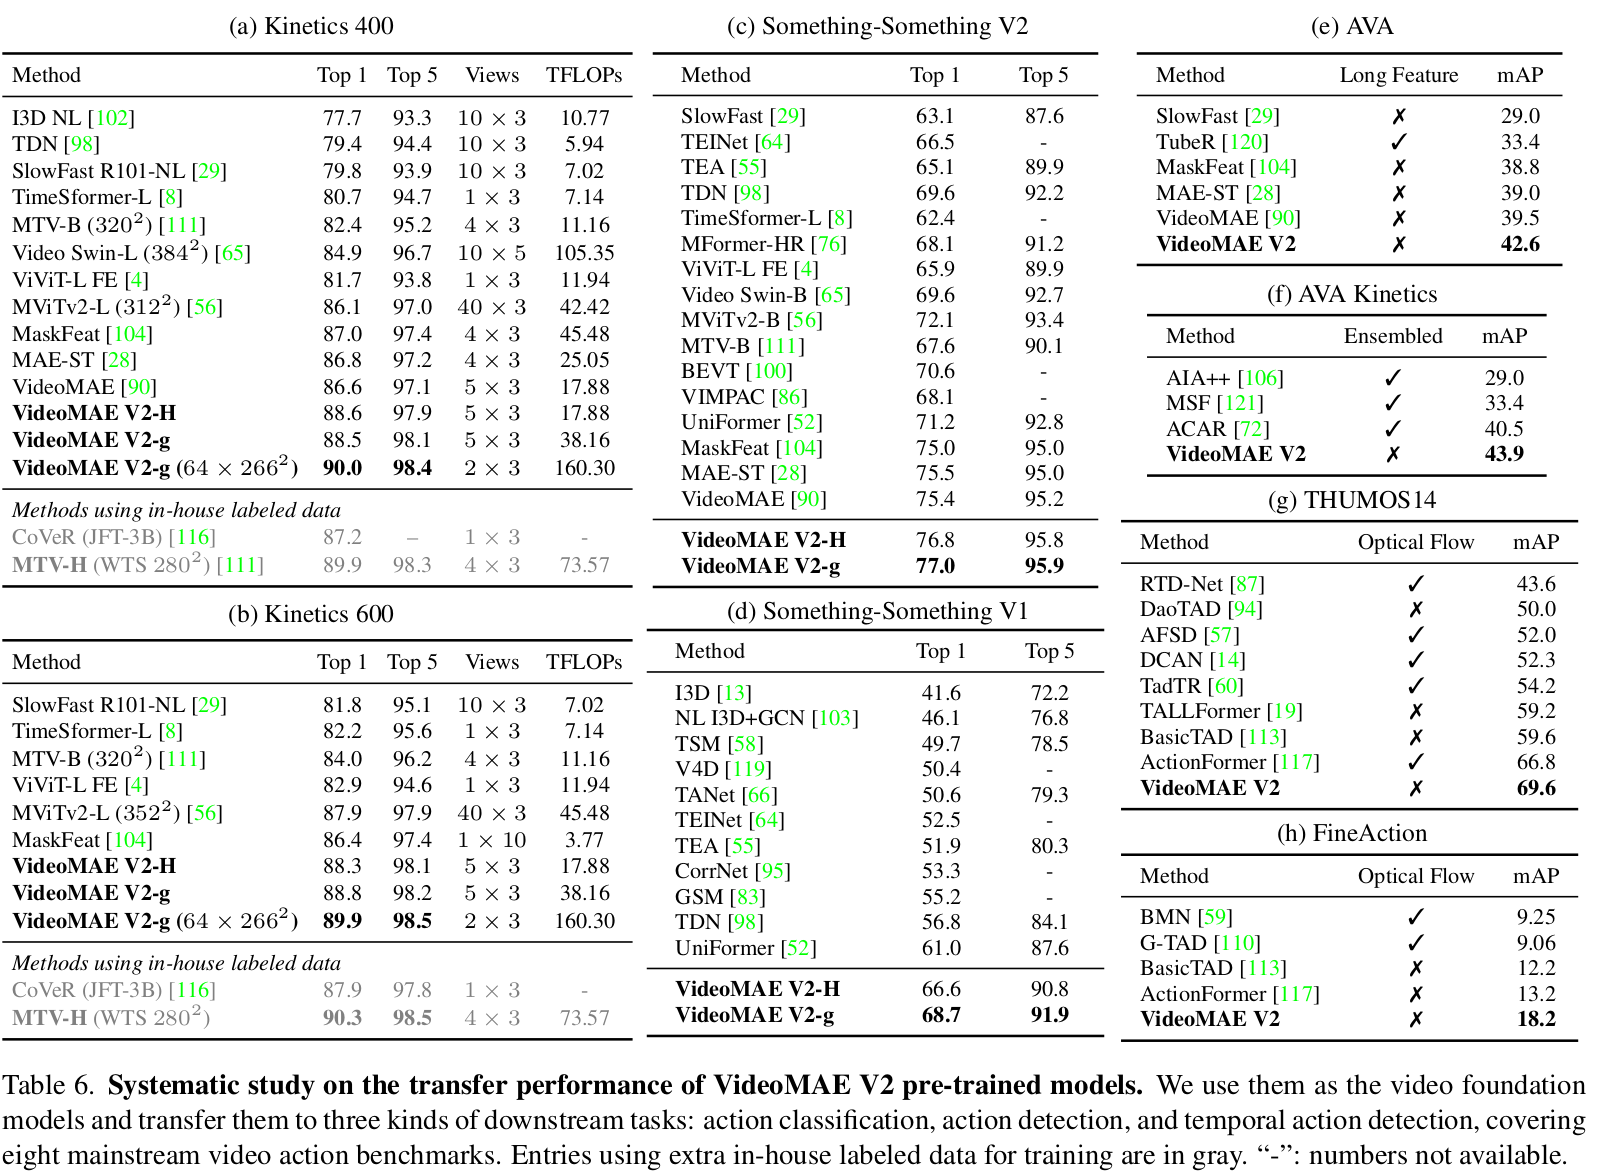 (a) Kinetics 400
Method Top 1 Top 5 Views TFLOPs
I3D NL [102] 77.7 93.3 10 × 3 10.77
TDN [98] 79.4 94.4 10 × 3 5.94
SlowFast R101-NL [29] 79.8 93.9 10 × 3 7.02
TimeSformer-L [8] 80.7 94.7 1 × 3 7.14
MTV-B (320²) [111] 82.4 95.2 4 × 3 11.16
Video Swin-L (384²) [65] 84.9 96.7 10 × 5 105.35
ViViT-L FE [4] 81.7 93.8 1 × 3 11.94
MViTv2-L (312²) [56] 86.1 97.0 40 × 3 42.42
MaskFeat [104] 87.0 97.4 4 × 3 45.48
MAE-ST [28] 86.8 97.2 4 × 3 25.05
VideoMAE [90] 86.6 97.1 5 × 3 17.88
VideoMAE V2-H 88.6 97.9 5 × 3 17.88
VideoMAE V2-g 88.5 98.1 5 × 3 38.16
VideoMAE V2-g (64 × 266²) 90.0 98.4 2 × 3 160.30
Methods using in-house labeled data
CoVeR (JFT-3B) [116] 87.2 – 1 × 3 -
MTV-H (WTS 280²) [111] 89.9 98.3 4 × 3 73.57
(b) Kinetics 600
Method Top 1 Top 5 Views TFLOPs
SlowFast R101-NL [29] 81.8 95.1 10 × 3 7.02
TimeSformer-L [8] 82.2 95.6 1 × 3 7.14
MTV-B (320²) [111] 84.0 96.2 4 × 3 11.16
ViViT-L FE [4] 82.9 94.6 1 × 3 11.94
MViTv2-L (352²) [56] 87.9 97.9 40 × 3 45.48
MaskFeat [104] 86.4 97.4 1 × 10 3.77
VideoMAE V2-H 88.3 98.1 5 × 3 17.88
VideoMAE V2-g 88.8 98.2 5 × 3 38.16
VideoMAE V2-g (64 × 266²) 89.9 98.5 2 × 3 160.30
Methods using in-house labeled data
CoVeR (JFT-3B) [116] 87.9 97.8 1 × 3 -
MTV-H (WTS 280²) 90.3 98.5 4 × 3 73.57
(c) Something-Something V2
Method Top 1 Top 5
SlowFast [29] 63.1 87.6
TEINet [64] 66.5 -
TEA [55] 65.1 89.9
TDN [98] 69.6 92.2
TimeSformer-L [8] 62.4 -
MFormer-HR [76] 68.1 91.2
ViViT-L FE [4] 65.9 89.9
Video Swin-B [65] 69.6 92.7
MViTv2-B [56] 72.1 93.4
MTV-B [111] 67.6 90.1
BEVT [100] 70.6 -
VIMPAC [86] 68.1 -
UniFormer [52] 71.2 92.8
MaskFeat [104] 75.0 95.0
MAE-ST [28] 75.5 95.0
VideoMAE [90] 75.4 95.2
VideoMAE V2-H 76.8 95.8
VideoMAE V2-g 77.0 95.9
(d) Something-Something V1
Method Top 1 Top 5
I3D [13] 41.6 72.2
NL I3D+GCN [103] 46.1 76.8
TSM [58] 49.7 78.5
V4D [119] 50.4 -
TANet [66] 50.6 79.3
TEINet [64] 52.5 -
TEA [55] 51.9 80.3
CorrNet [95] 53.3 -
GSM [83] 55.2 -
TDN [98] 56.8 84.1
UniFormer [52] 61.0 87.6
VideoMAE V2-H 66.6 90.8
VideoMAE V2-g 68.7 91.9
(e) AVA
Method Long Feature mAP
SlowFast [29] ✗ 29.0
TubeR [120] ✓ 33.4
MaskFeat [104] ✗ 38.8
MAE-ST [28] ✗ 39.0
VideoMAE [90] ✗ 39.5
VideoMAE V2 ✗ 42.6
(f) AVA Kinetics
Method Ensembled mAP
AIA++ [106] ✓ 29.0
MSF [121] ✓ 33.4
ACAR [72] ✓ 40.5
VideoMAE V2 ✗ 43.9
(g) THUMOS14
Method Optical Flow mAP
RTD-Net [87] ✓ 43.6
DaoTAD [94] ✗ 50.0
AFSD [57] ✓ 52.0
DCAN [14] ✓ 52.3
TadTR [60] ✓ 54.2
TALLFormer [19] ✗ 59.2
BasicTAD [113] ✗ 59.6
ActionFormer [117] ✓ 66.8
VideoMAE V2 ✗ 69.6
(h) FineAction
Method Optical Flow mAP
BMN [59] ✓ 9.25
G-TAD [110] ✓ 9.06
BasicTAD [113] ✗ 12.2
ActionFormer [117] ✗ 13.2
VideoMAE V2 ✗ 18.2
Table 6. Systematic study on the transfer performance of VideoMAE V2 pre-trained models. We use them as the video foundation
models and transfer them to three kinds of downstream tasks: action classification, action detection, and temporal action detection, covering
eight mainstream video action benchmarks. Entries using extra in-house labeled data for training are in gray. “-”: numbers not available.